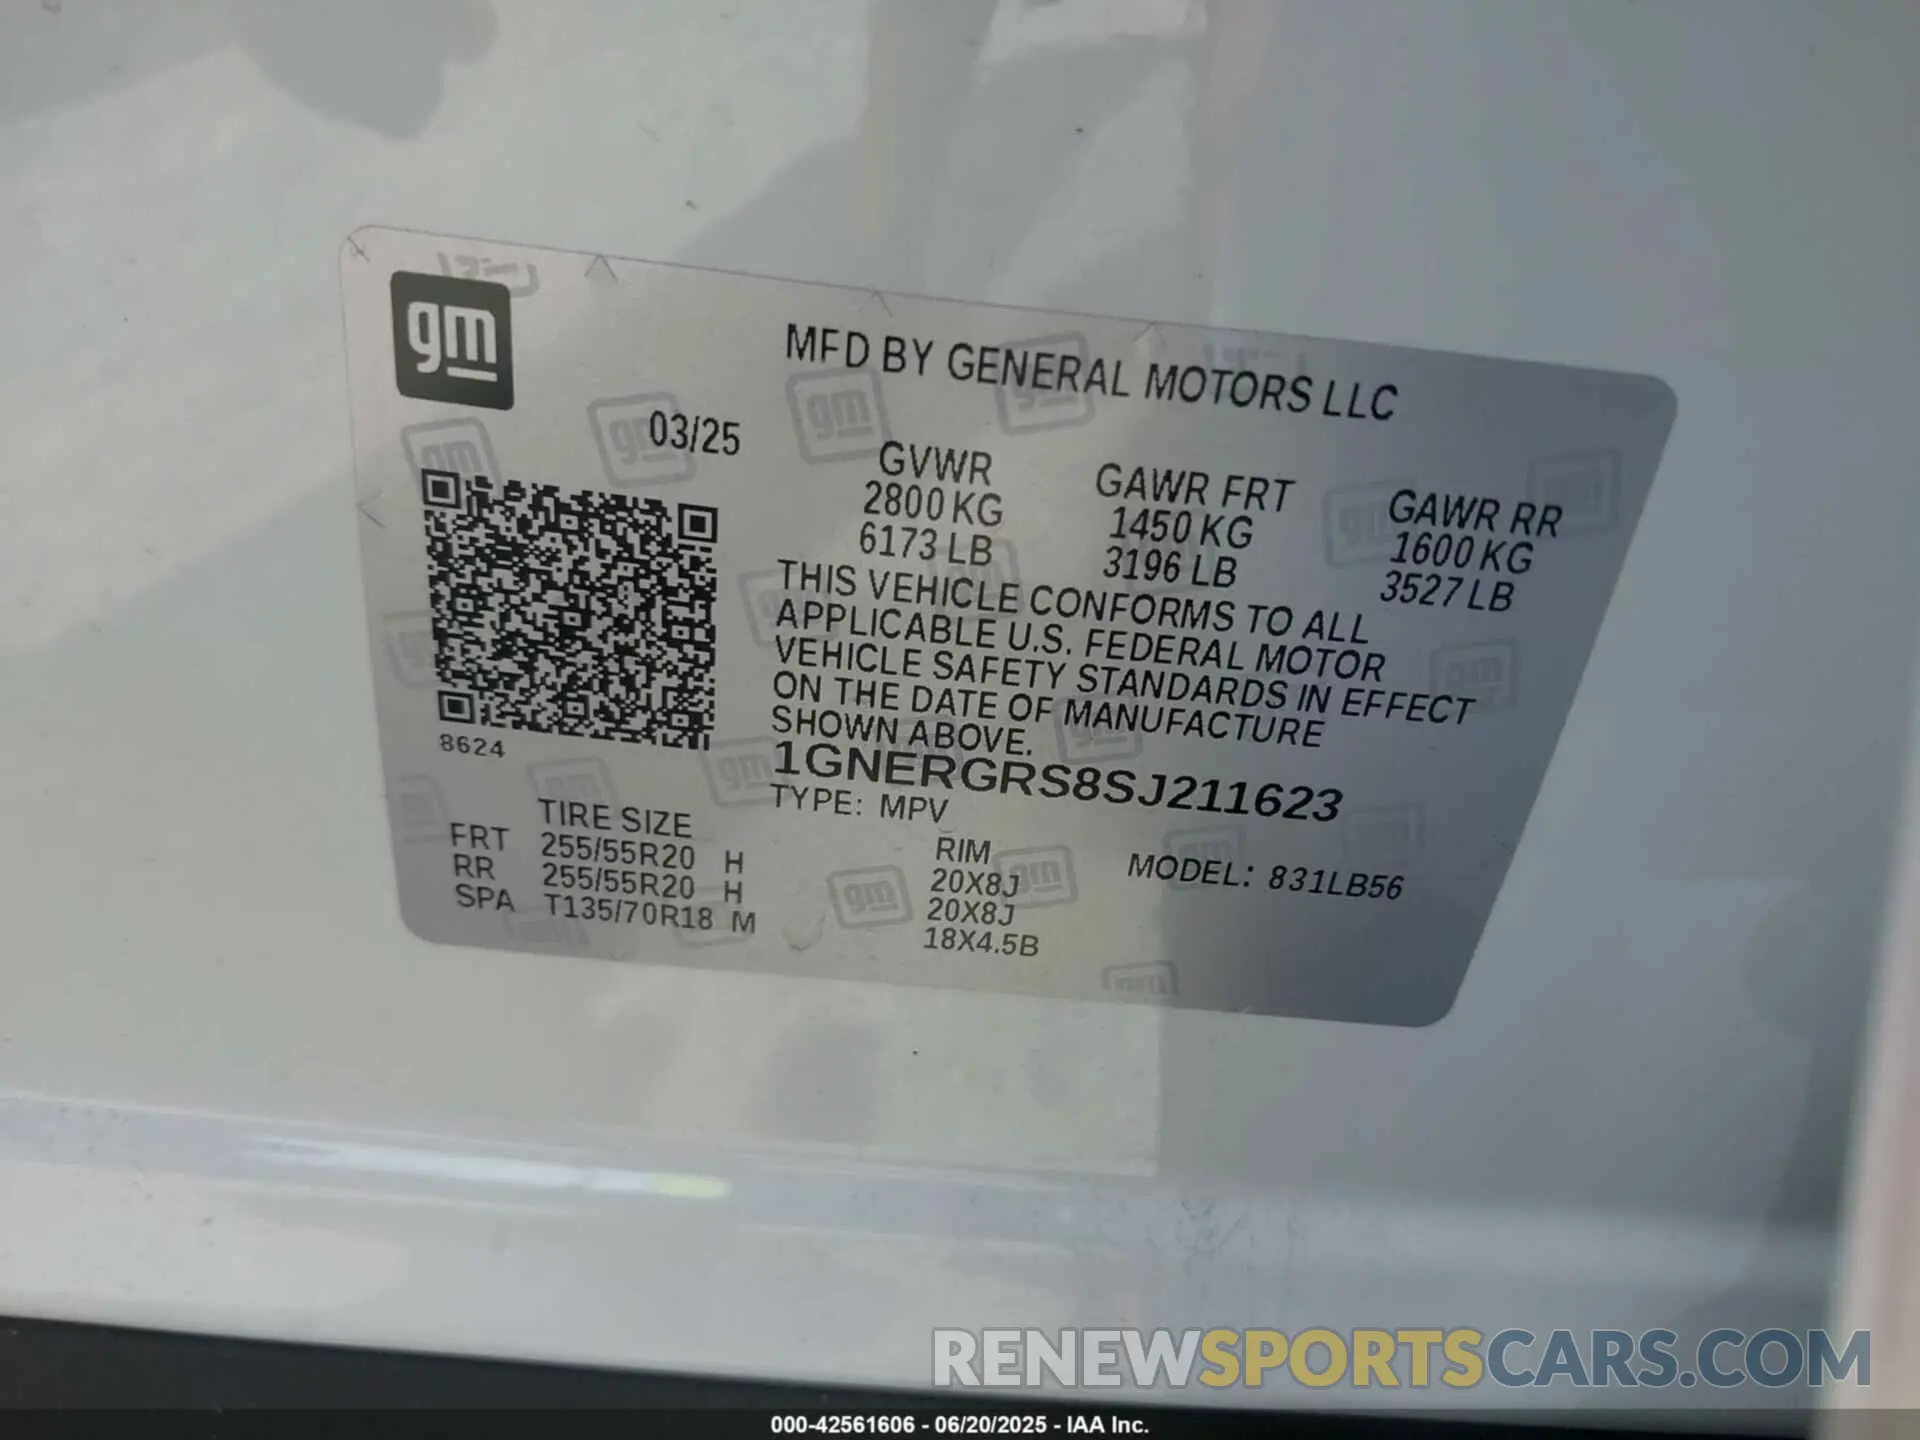 gm
MFD BY GENERAL MOTORS LLC
03/25
GVWR GAWR FRT GAWR RR
2800 KG 1450 KG 1600 KG
6173 LB 3196 LB 3527 LB
THIS VEHICLE CONFORMS TO ALL
APPLICABLE U.S. FEDERAL MOTOR
VEHICLE SAFETY STANDARDS IN EFFECT
ON THE DATE OF MANUFACTURE
SHOWN ABOVE.
8624
1GNERGRS8SJ211623
TYPE: MPV
TIRE SIZE RIM
FRT 255/55R20 H 20X8J
RR 255/55R20 H 20X8J
SPA T135/70R18 M 18X4.5B
MODEL: 831LB56
RENEWSPORTSCARS.COM
000-42561606 - 06/20/2025 - IAA Inc.